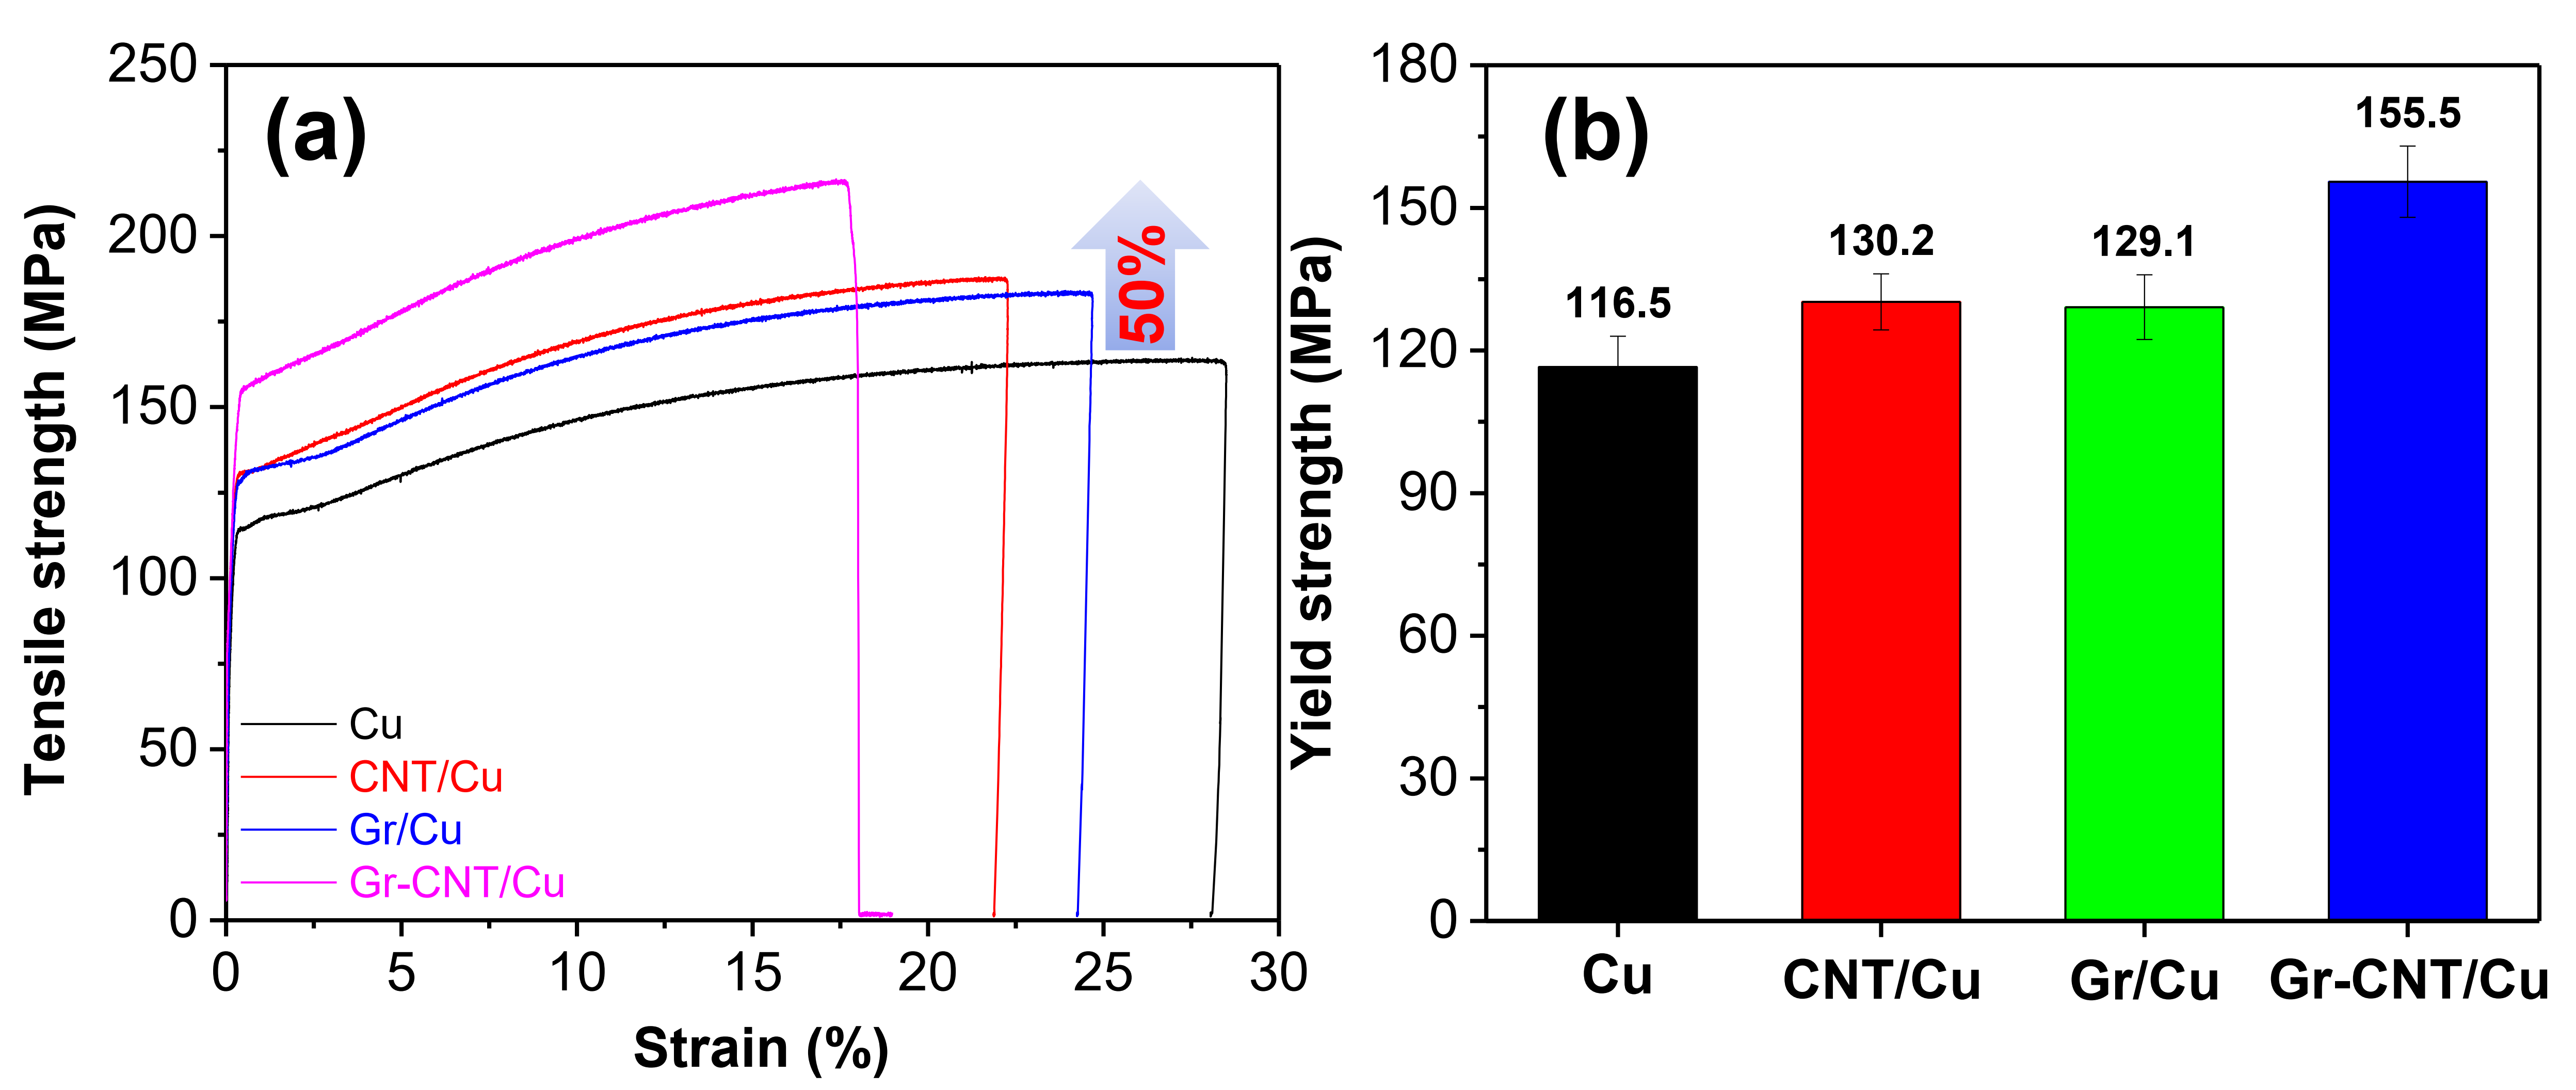 (a)
Tensile strength (MPa)
250
200
150
100
50
0
50%
Cu
CNT/Cu
Gr/Cu
Gr-CNT/Cu
0 5 10 15 20 25 30
Strain (%)
(b)
Yield strength (MPa)
180
150
120
90
60
30
0
116.5
130.2
129.1
155.5
Cu CNT/Cu Gr/Cu Gr-CNT/Cu